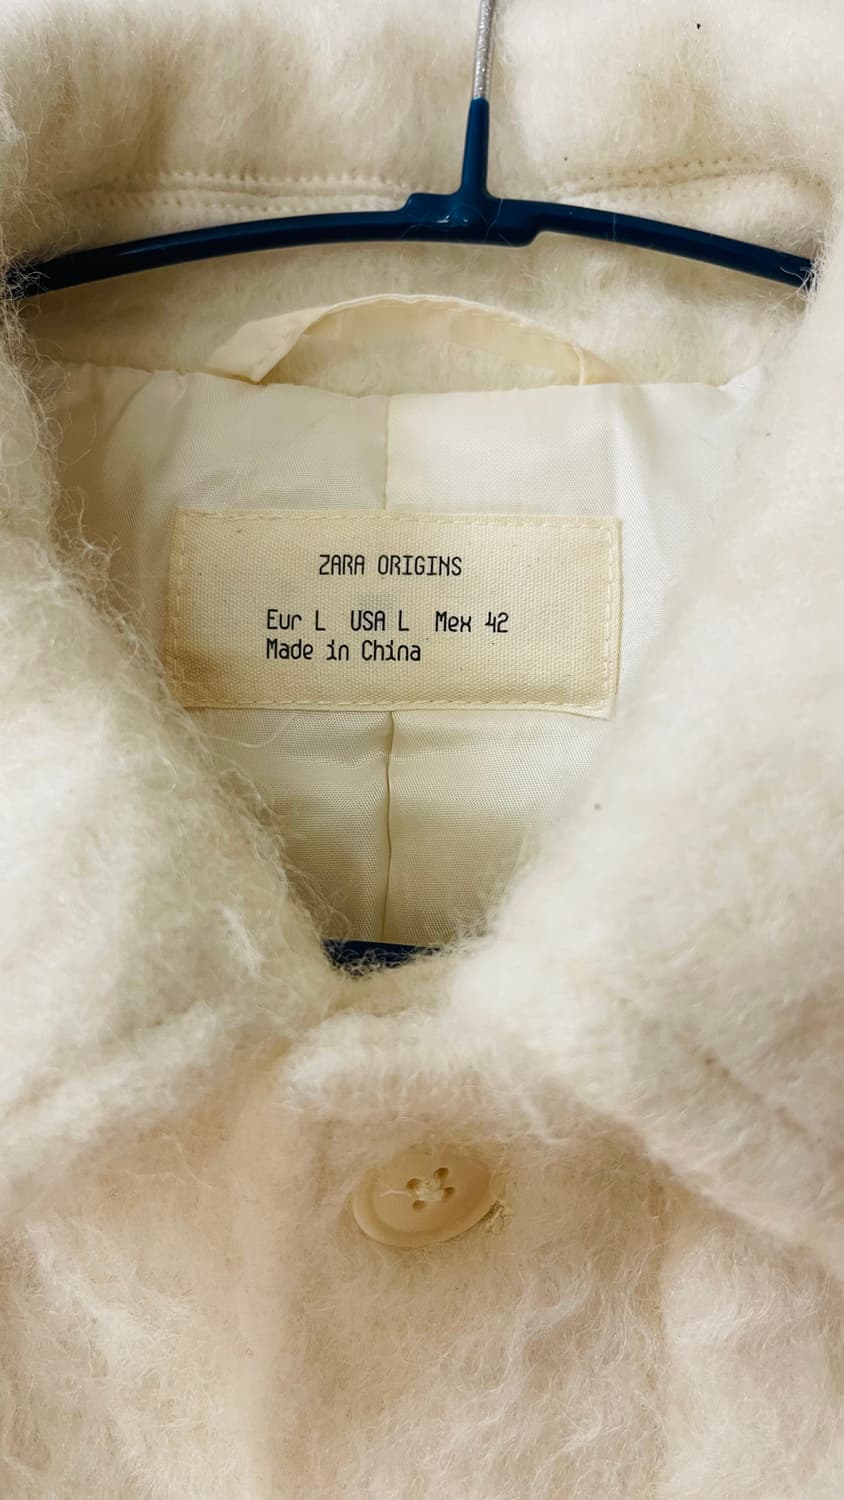 ZARA ORIGINS
Eur L USA L Mex 42
Made in China